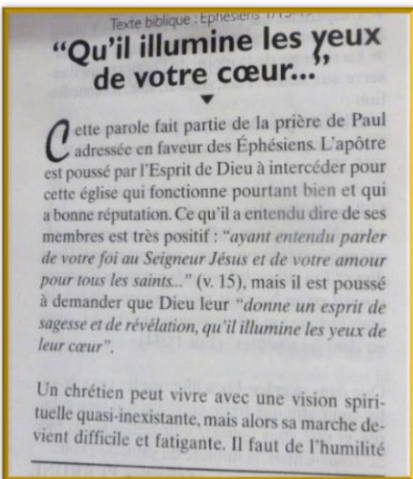 Texte biblique : Ephésiens 1/15-
“Qu'il illumine les yeux
de votre cœur...”
Cette parole fait partie de la prière de Paul
adressée en faveur des Éphésiens. L'apôtre
est poussé par l'Esprit de Dieu à intercéder pour
cette église qui fonctionne pourtant bien et qui
a bonne réputation. Ce qu'il a entendu dire de ses
membres est très positif : “ayant entendu parler
de votre foi au Seigneur Jésus et de votre amour
pour tous les saints...” (v. 15), mais il est poussé
à demander que Dieu leur “donne un esprit de
sagesse et de révélation, qu'il illumine les yeux de
leur cœur”.
Un chrétien peut vivre avec une vision spiri-
tuelle quasi-inexistante, mais alors sa marche de-
vient difficile et fatigante. Il faut de l'humilité